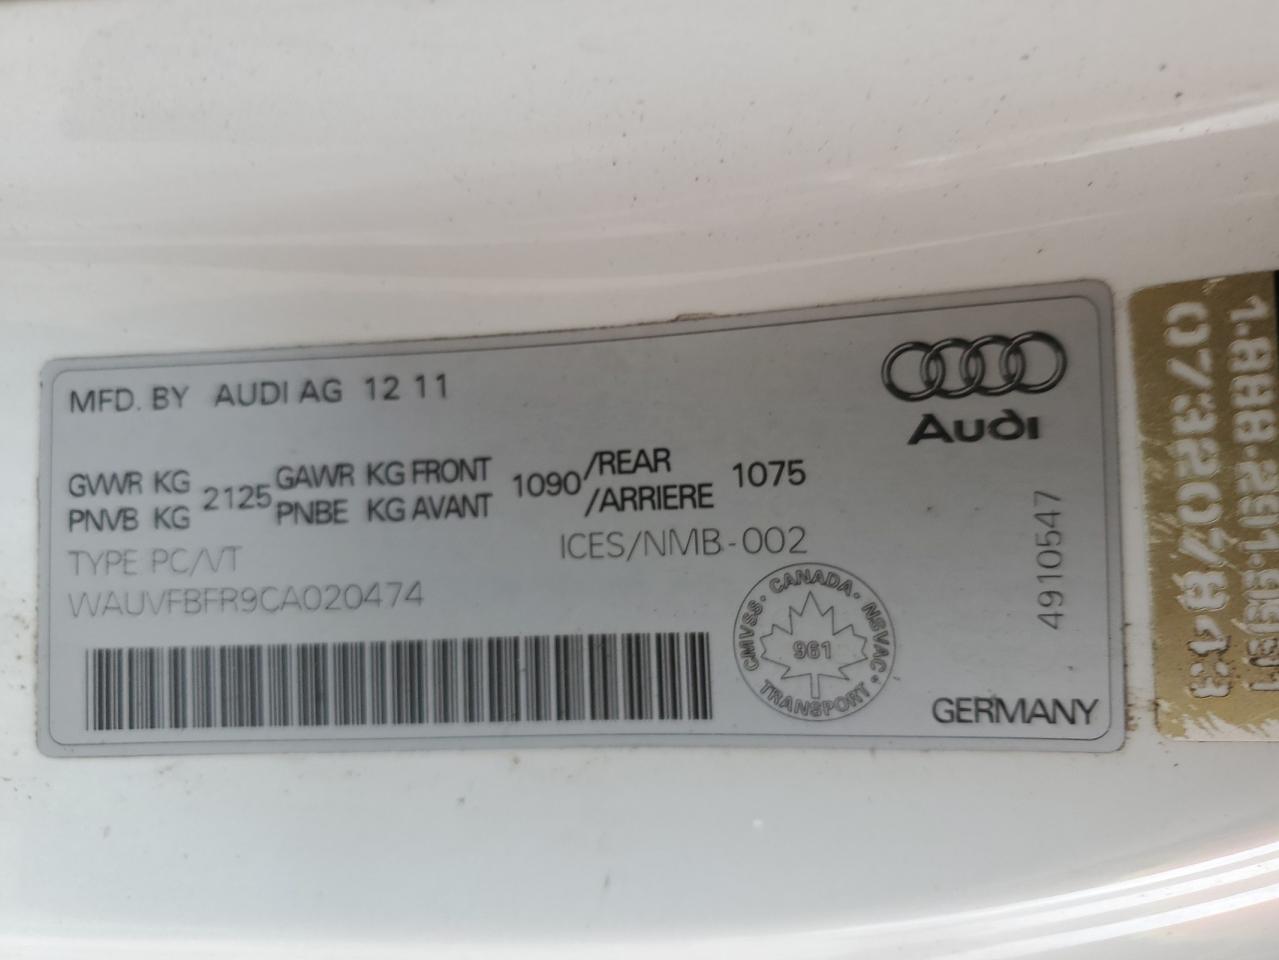 MFD. BY AUDI AG 12 11
Audi
GVWR KG 2125 GAWR KG FRONT 1090 /REAR 1075
PNVB KG PNBE KG AVANT /ARRIERE
TYPE PC/VT ICES/NMB-002
WAUVFBFR9CA020474
CANADA · NSVAC · TRANSPORT CMVSS ·
961
GERMANY
4910547